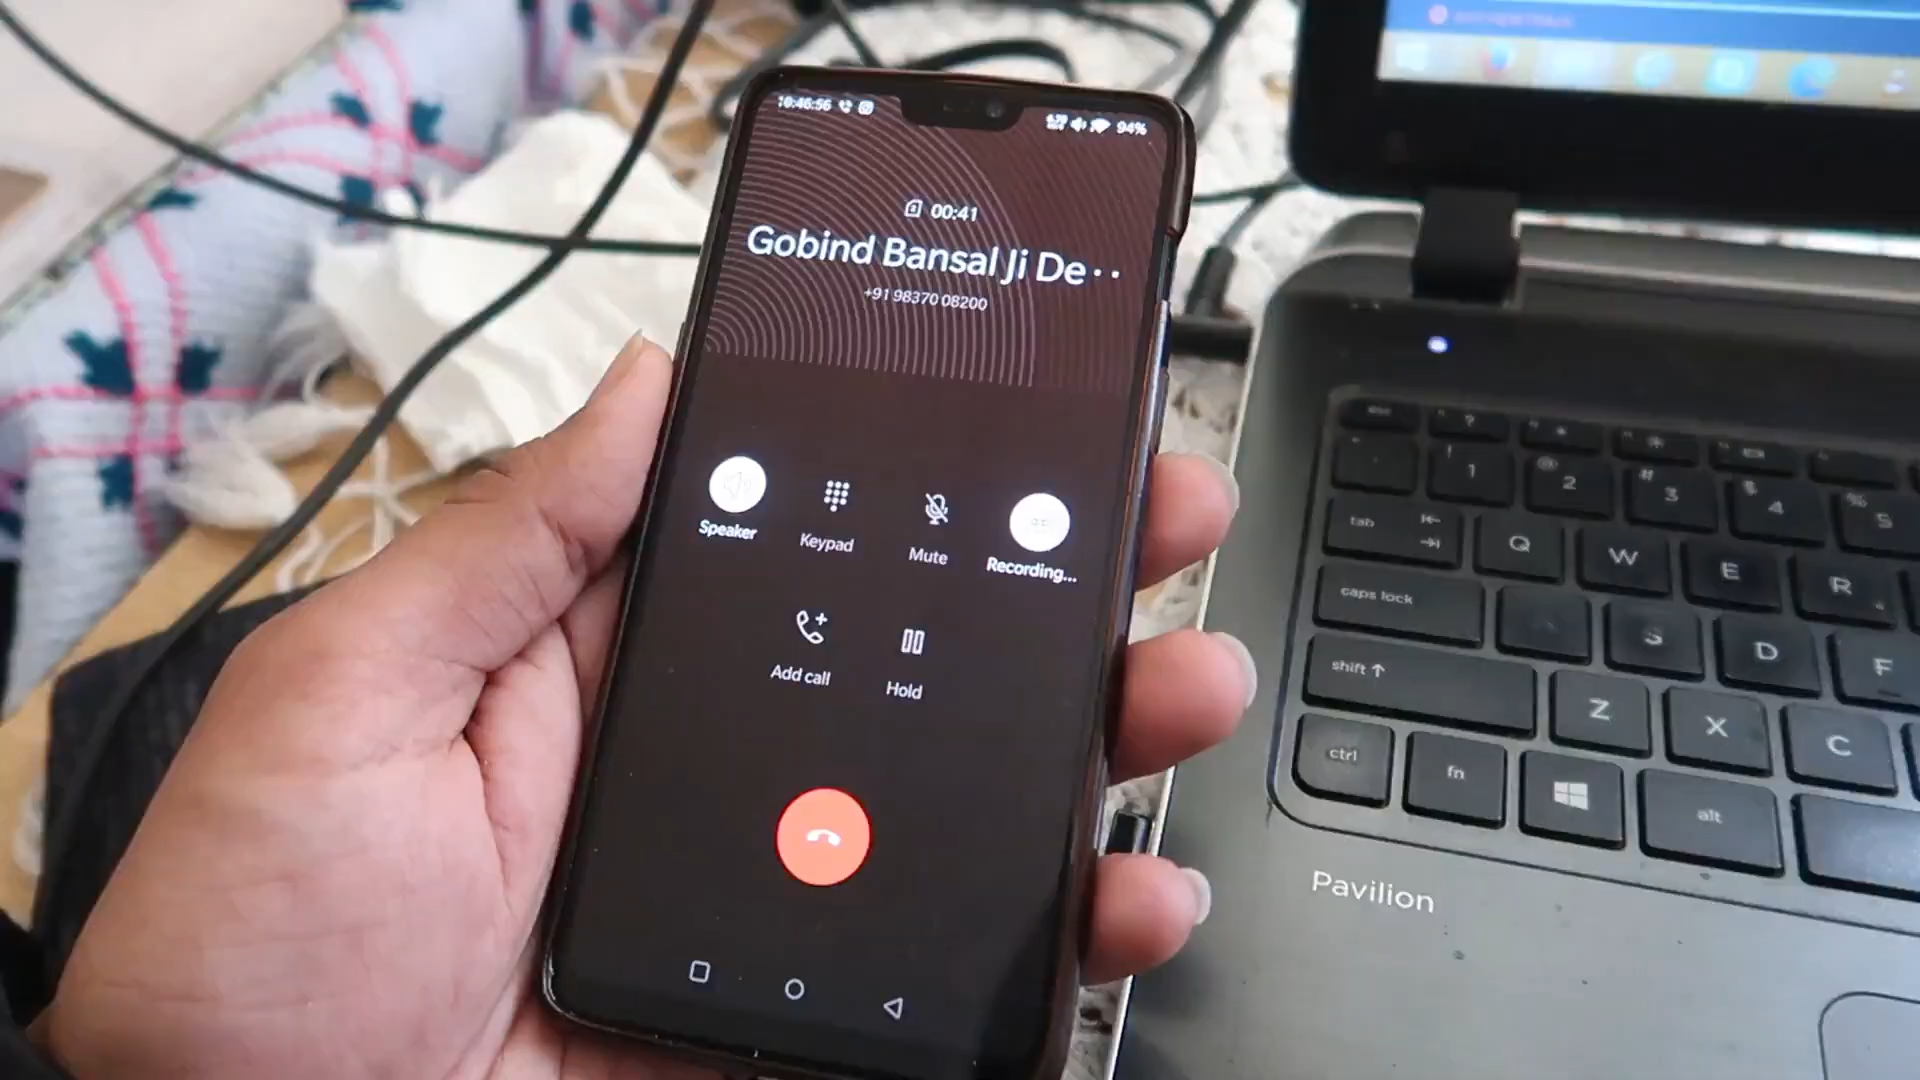 10:46:56
94%
00:41
Gobind Bansal Ji De··
+91 98370 08200
Speaker
Keypad
Mute
Recording...
Add call
Hold
esc
?
! 1
@ 2
# 3
$ 4
% 5
tab
Q
W
E
R
caps lock
S
D
F
shift
Z
X
C
ctrl
fn
alt
Pavilion